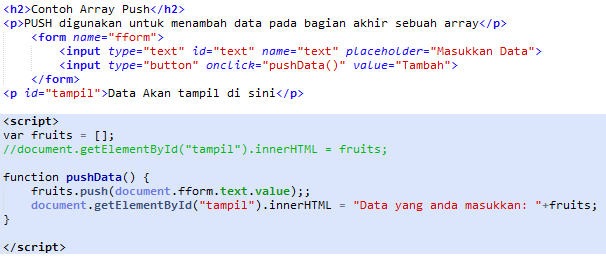 <h2>Contoh Array Push</h2>
<p>PUSH digunakan untuk menambah data pada bagian akhir sebuah array</p>
<form name="fform">
<input type="text" id="text" name="text" placeholder="Masukkan Data">
<input type="button" onclick="pushData()" value="Tambah">
</form>
<p id="tampil">Data Akan tampil di sini</p>
<script>
var fruits = [];
//document.getElementById("tampil").innerHTML = fruits;
function pushData() {
fruits.push(document.fform.text.value);;
document.getElementById("tampil").innerHTML = "Data yang anda masukkan: "+fruits;
}
</script>